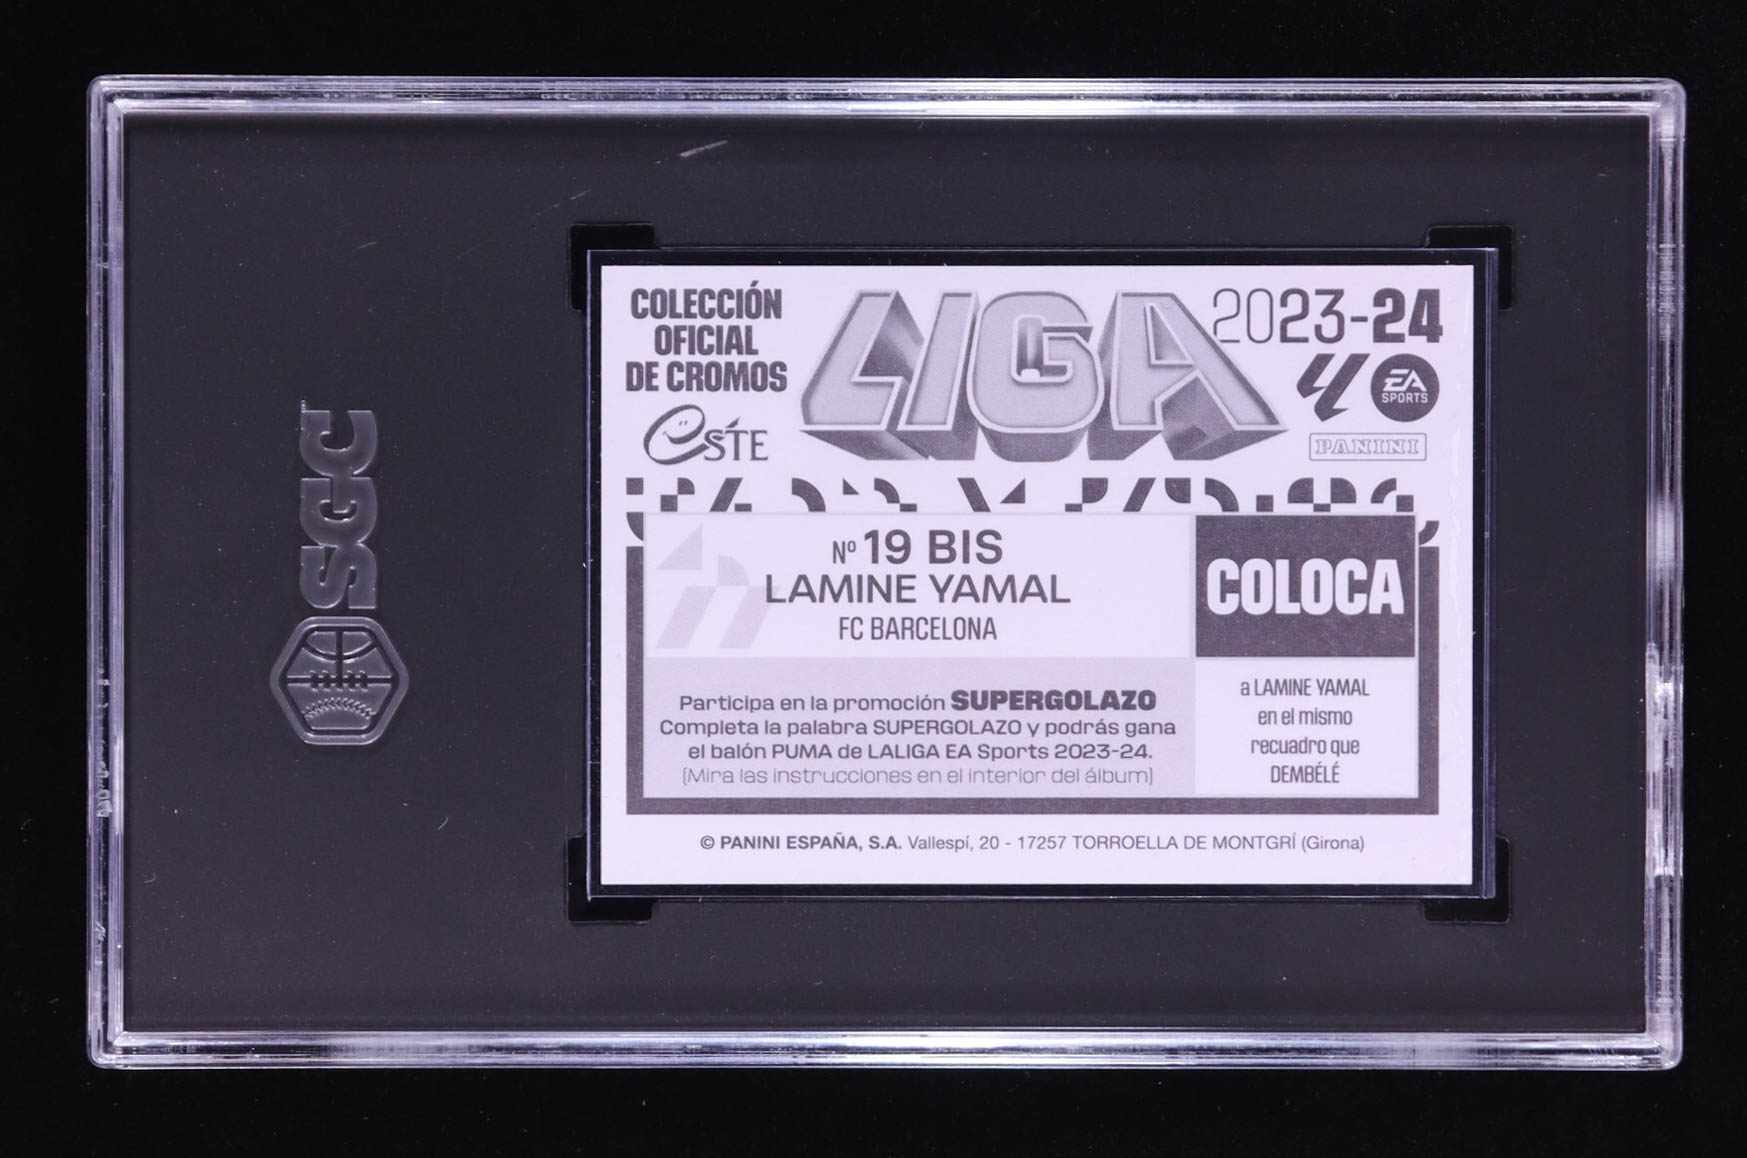 SGC
COLECCIÓN
OFICIAL
DE CROMOS
este
LIGA
2023-24
EA
SPORTS
PANINI
Nº 19 BIS
LAMINE YAMAL
FC BARCELONA
COLOCA
a LAMINE YAMAL
en el mismo
recuadro que
DEMBÉLÉ
Participa en la promoción SUPERGOLAZO
Completa la palabra SUPERGOLAZO y podrás gana
el balón PUMA de LALIGA EA Sports 2023-24.
(Mira las instrucciones en el interior del álbum)
© PANINI ESPAÑA, S.A. Vallespí, 20 - 17257 TORROELLA DE MONTGRÍ (Girona)